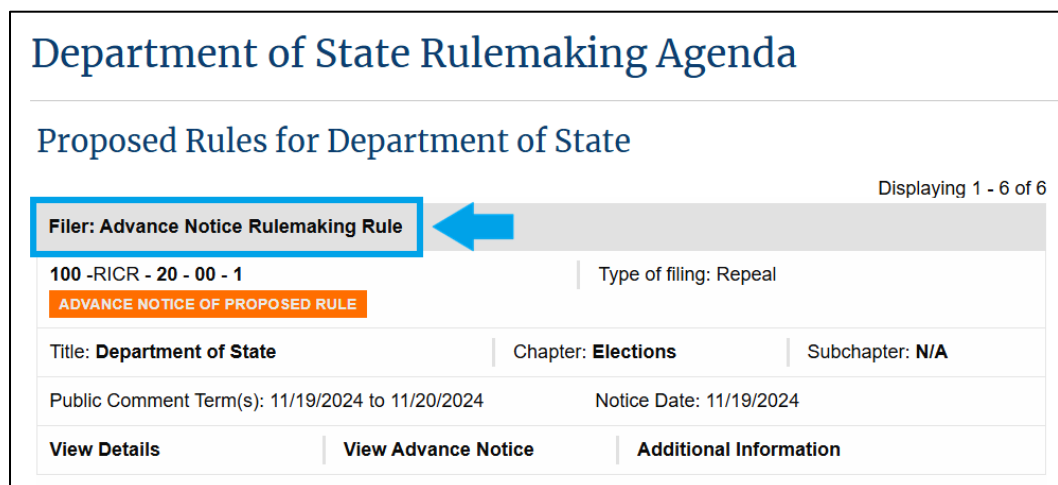 Department of State Rulemaking Agenda
Proposed Rules for Department of State
Displaying 1 - 6 of 6
Filer: Advance Notice Rulemaking Rule
100 -RICR - 20 - 00 - 1 Type of filing: Repeal
ADVANCE NOTICE OF PROPOSED RULE
Title: Department of State Chapter: Elections Subchapter: N/A
Public Comment Term(s): 11/19/2024 to 11/20/2024 Notice Date: 11/19/2024
View Details View Advance Notice Additional Information